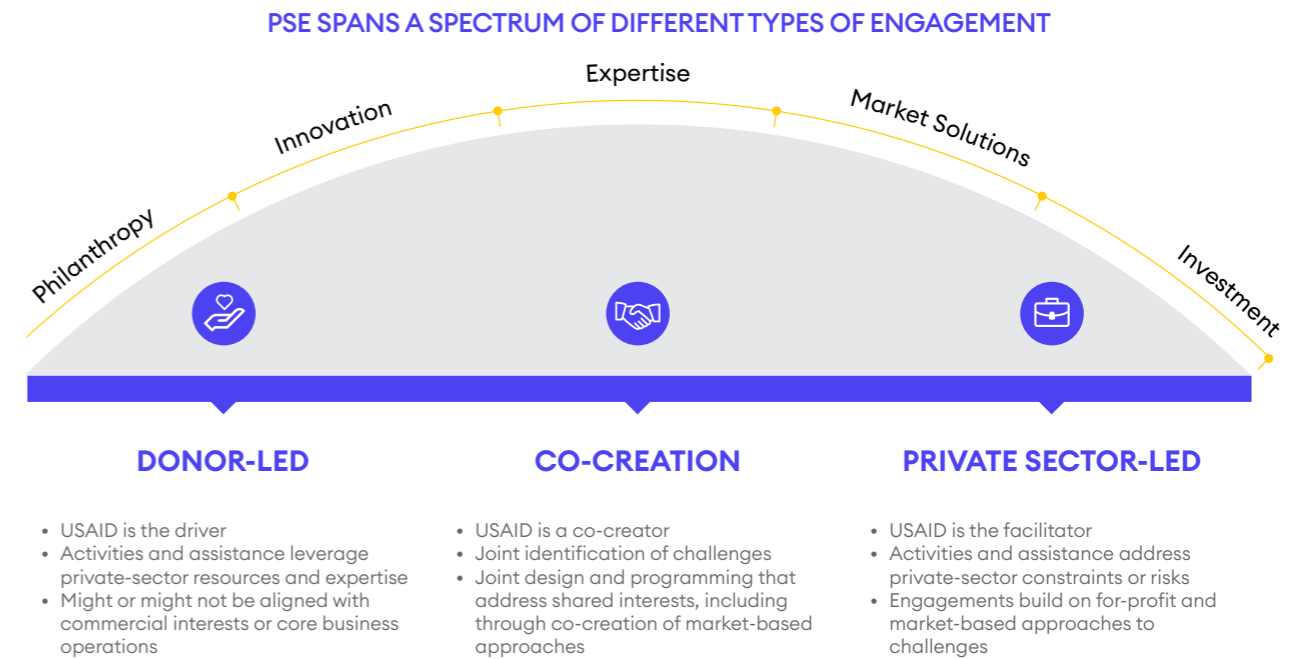 PSE SPANS A SPECTRUM OF DIFFERENT TYPES OF ENGAGEMENT
Philanthropy
Innovation
Expertise
Market Solutions
Investment
DONOR-LED
• USAID is the driver
• Activities and assistance leverage
private-sector resources and expertise
• Might or might not be aligned with
commercial interests or core business
operations
CO-CREATION
• USAID is a co-creator
• Joint identification of challenges
• Joint design and programming that
address shared interests, including
through co-creation of market-based
approaches
PRIVATE SECTOR-LED
• USAID is the facilitator
• Activities and assistance address
private-sector constraints or risks
• Engagements build on for-profit and
market-based approaches to
challenges